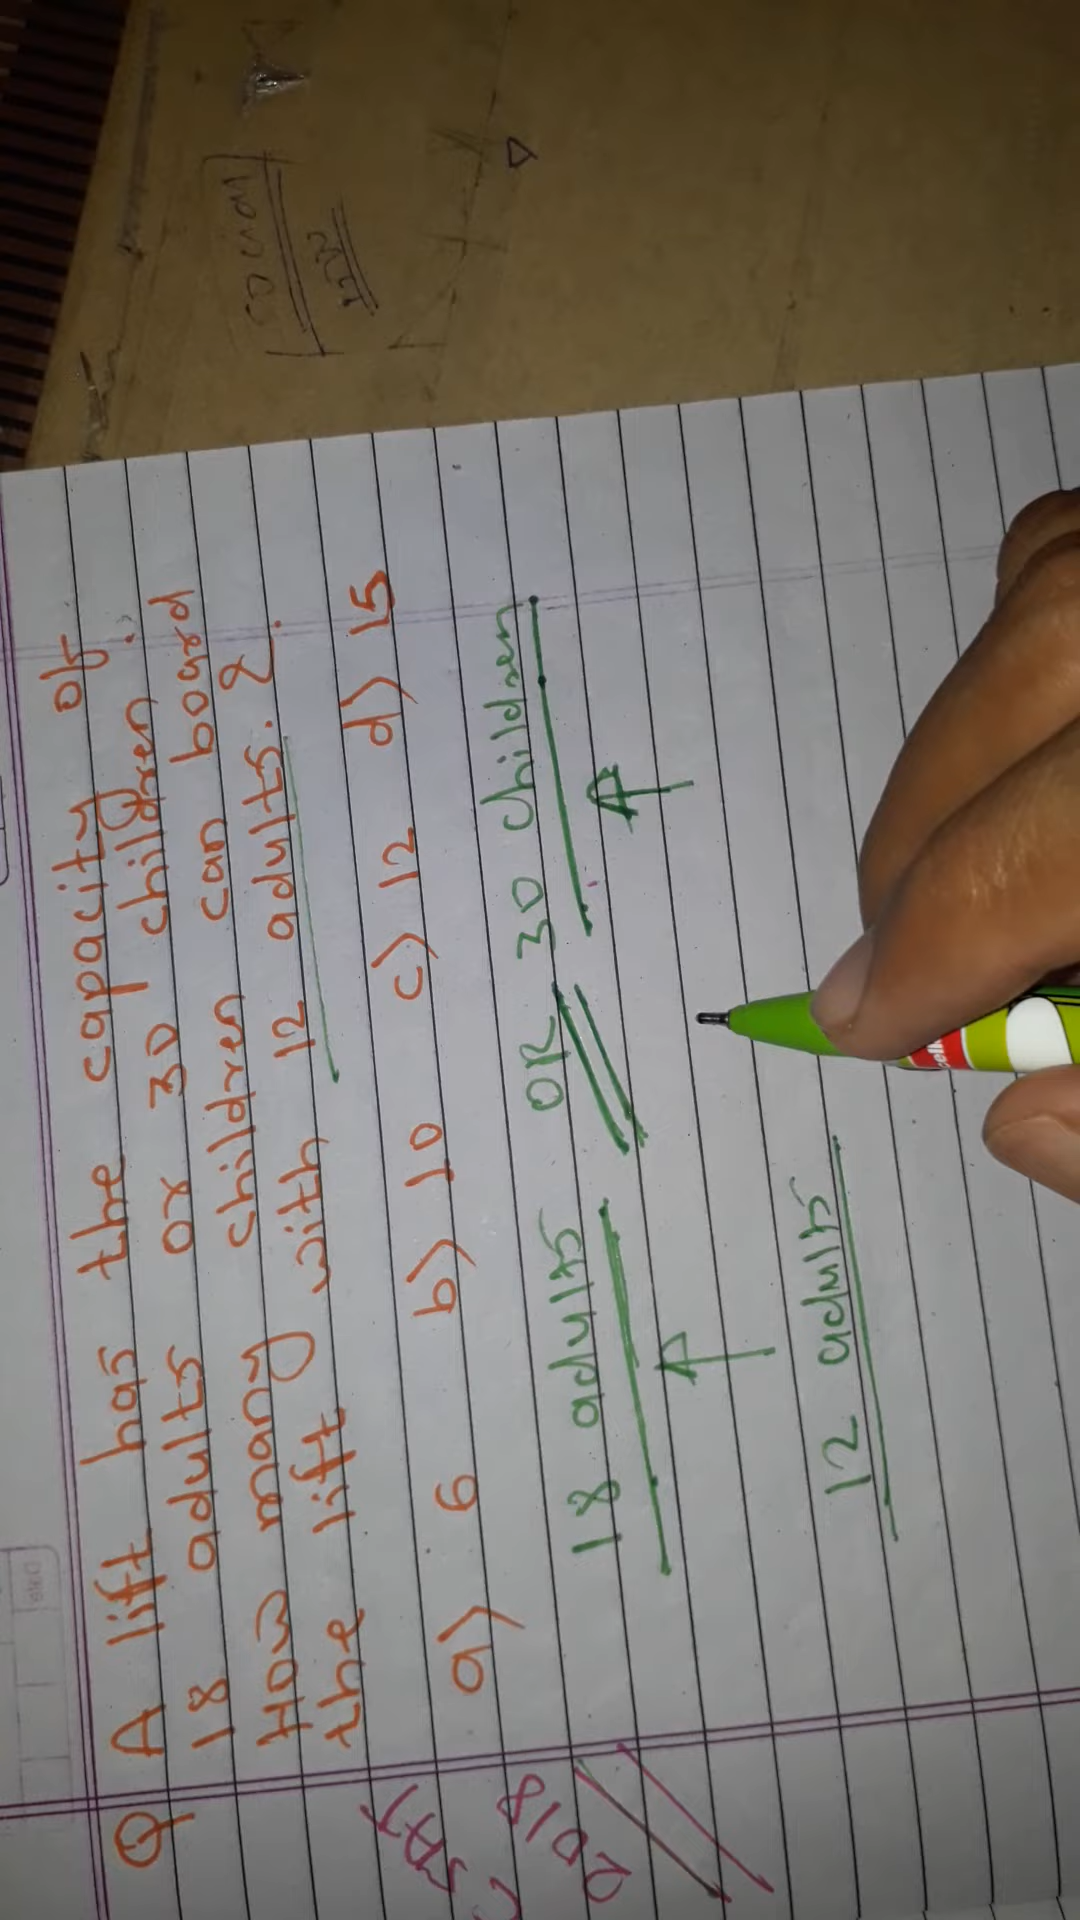 Q A lift has the capacity of
18 adults or 30 children.
How many children can board
the lift with 12 adults. ?
a) 6 b) 10 c) 12 d) 15
CSAT
2018
18 adults OR 30 children
12 adults